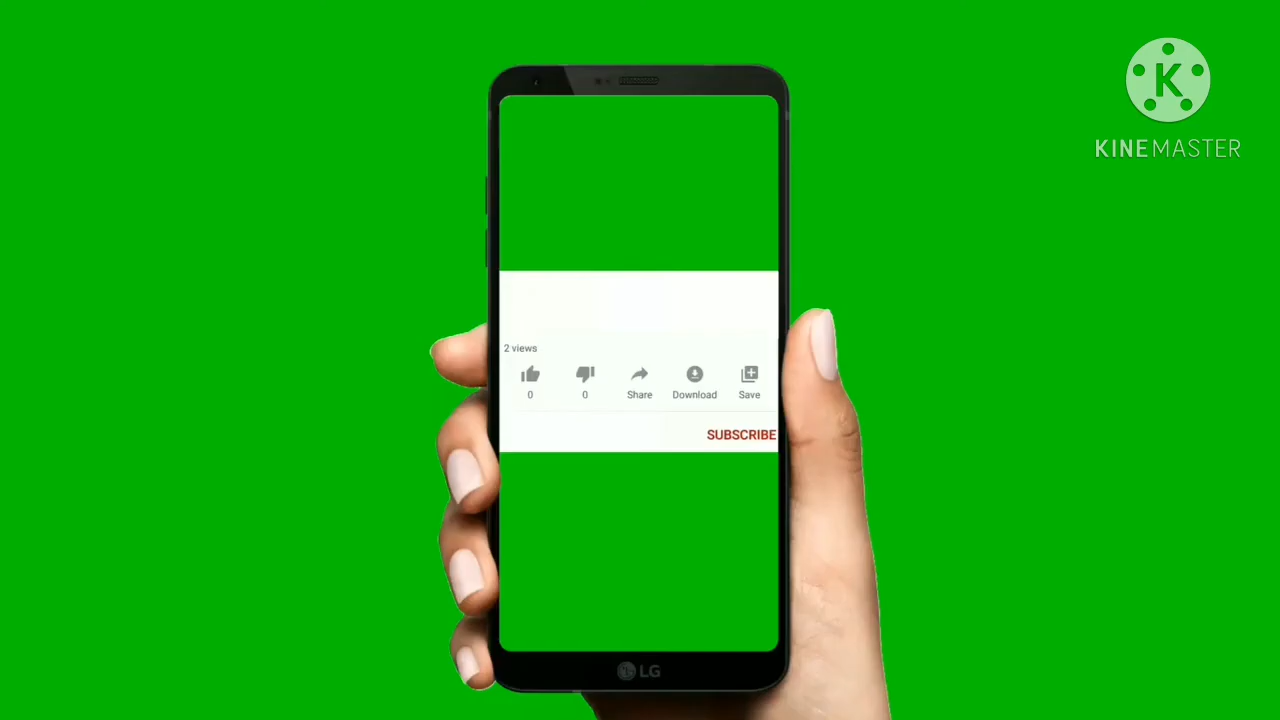 K
KINEMASTER
2 views
0 0 Share Download Save
SUBSCRIBE
LG